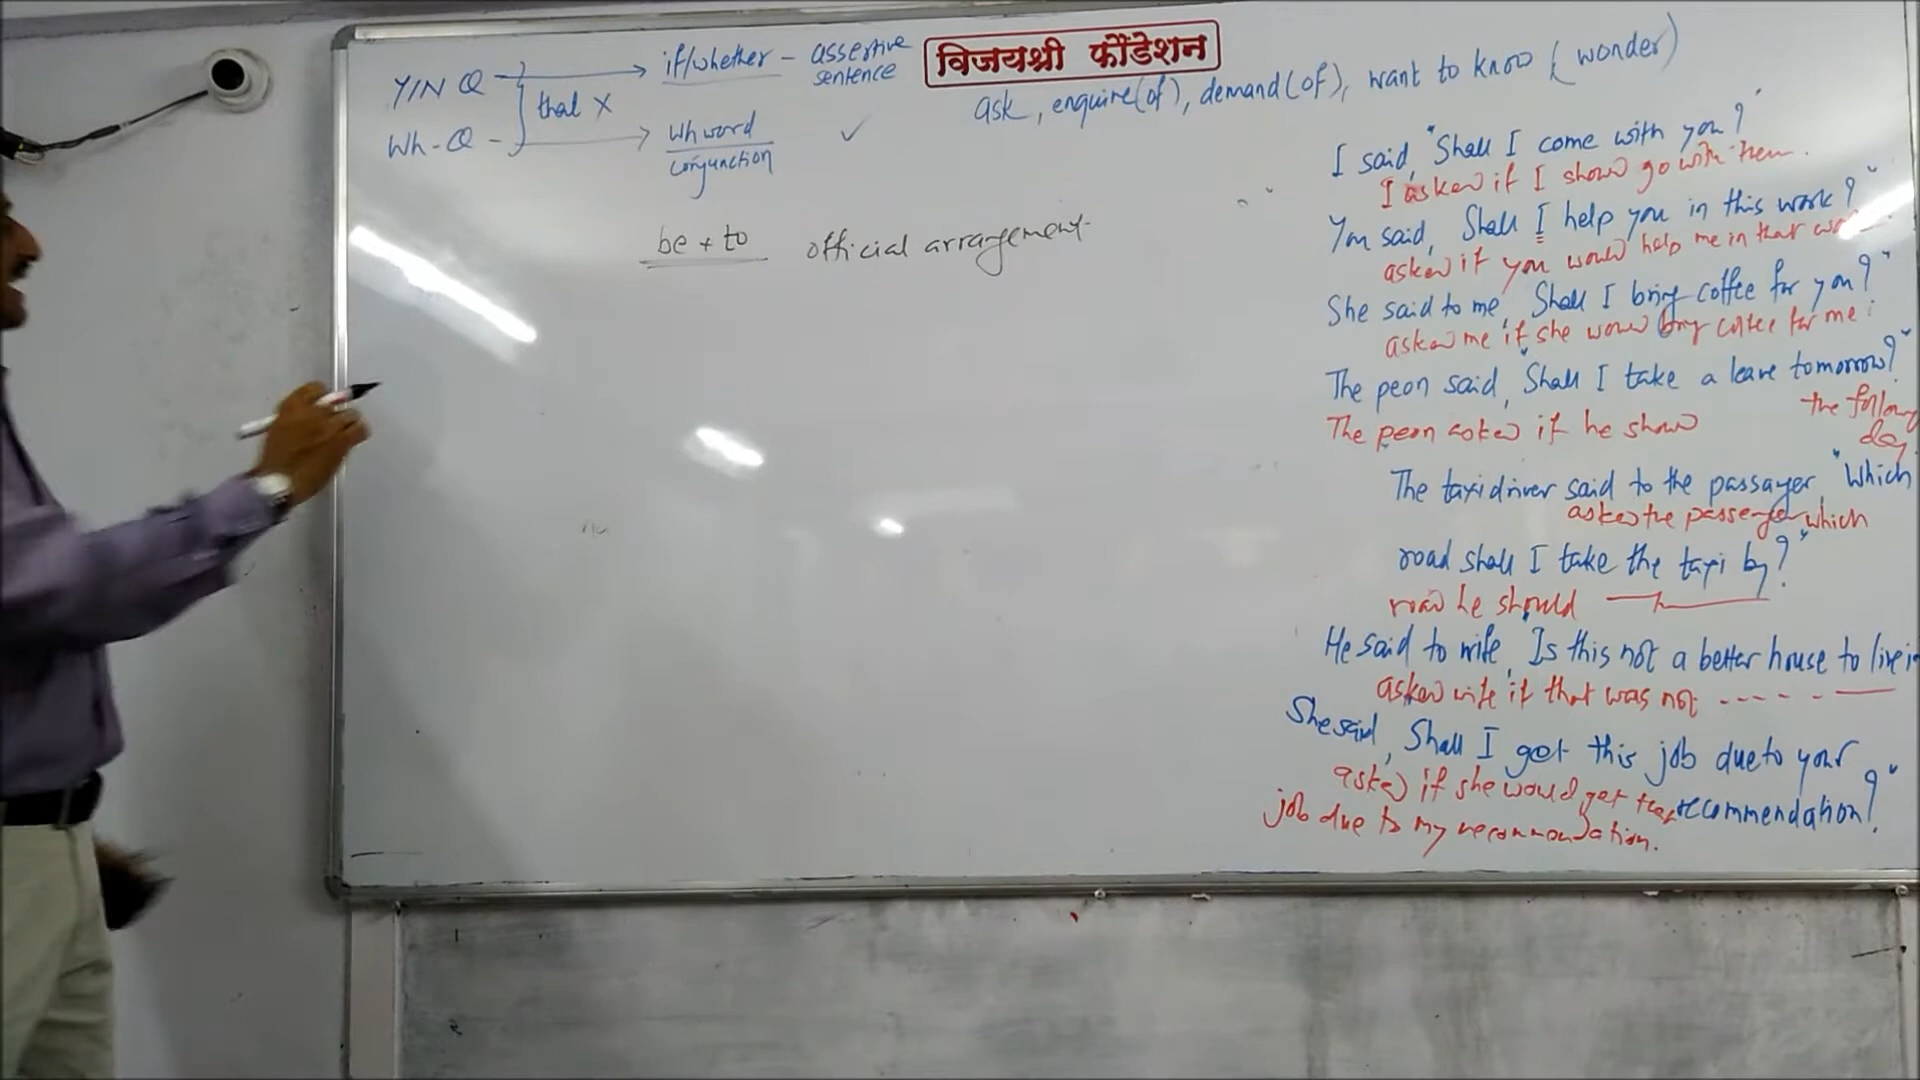 Y/N Q → if/whether – assertive
sentence
that X
Wh-Q – → Wh word
conjunction ✓
विजयश्री फौंडेशन
ask, enquire(of), demand(of), want to know (wonder)
be + to official arrangement
I said, "Shall I come with you?"
I asked if I should go with them.
You said, Shall I help you in this work?"
asked if you would help me in that
She said to me, Shall I bring coffee for you?"
asked me if she would bring coffee for me.
The peon said, "Shall I take a leave tomorrow?"
The peon asked if he should the following
day
The taxi driver said to the passager, "Which
asked the passenger which
road shall I take the taxi by?"
road he should
He said to wife, Is this not a better house to live in
asked wife if that was not - - - -
She said, Shall I get this job due to your
recommendation?"
asked if she would get that
job due to my recommendation.